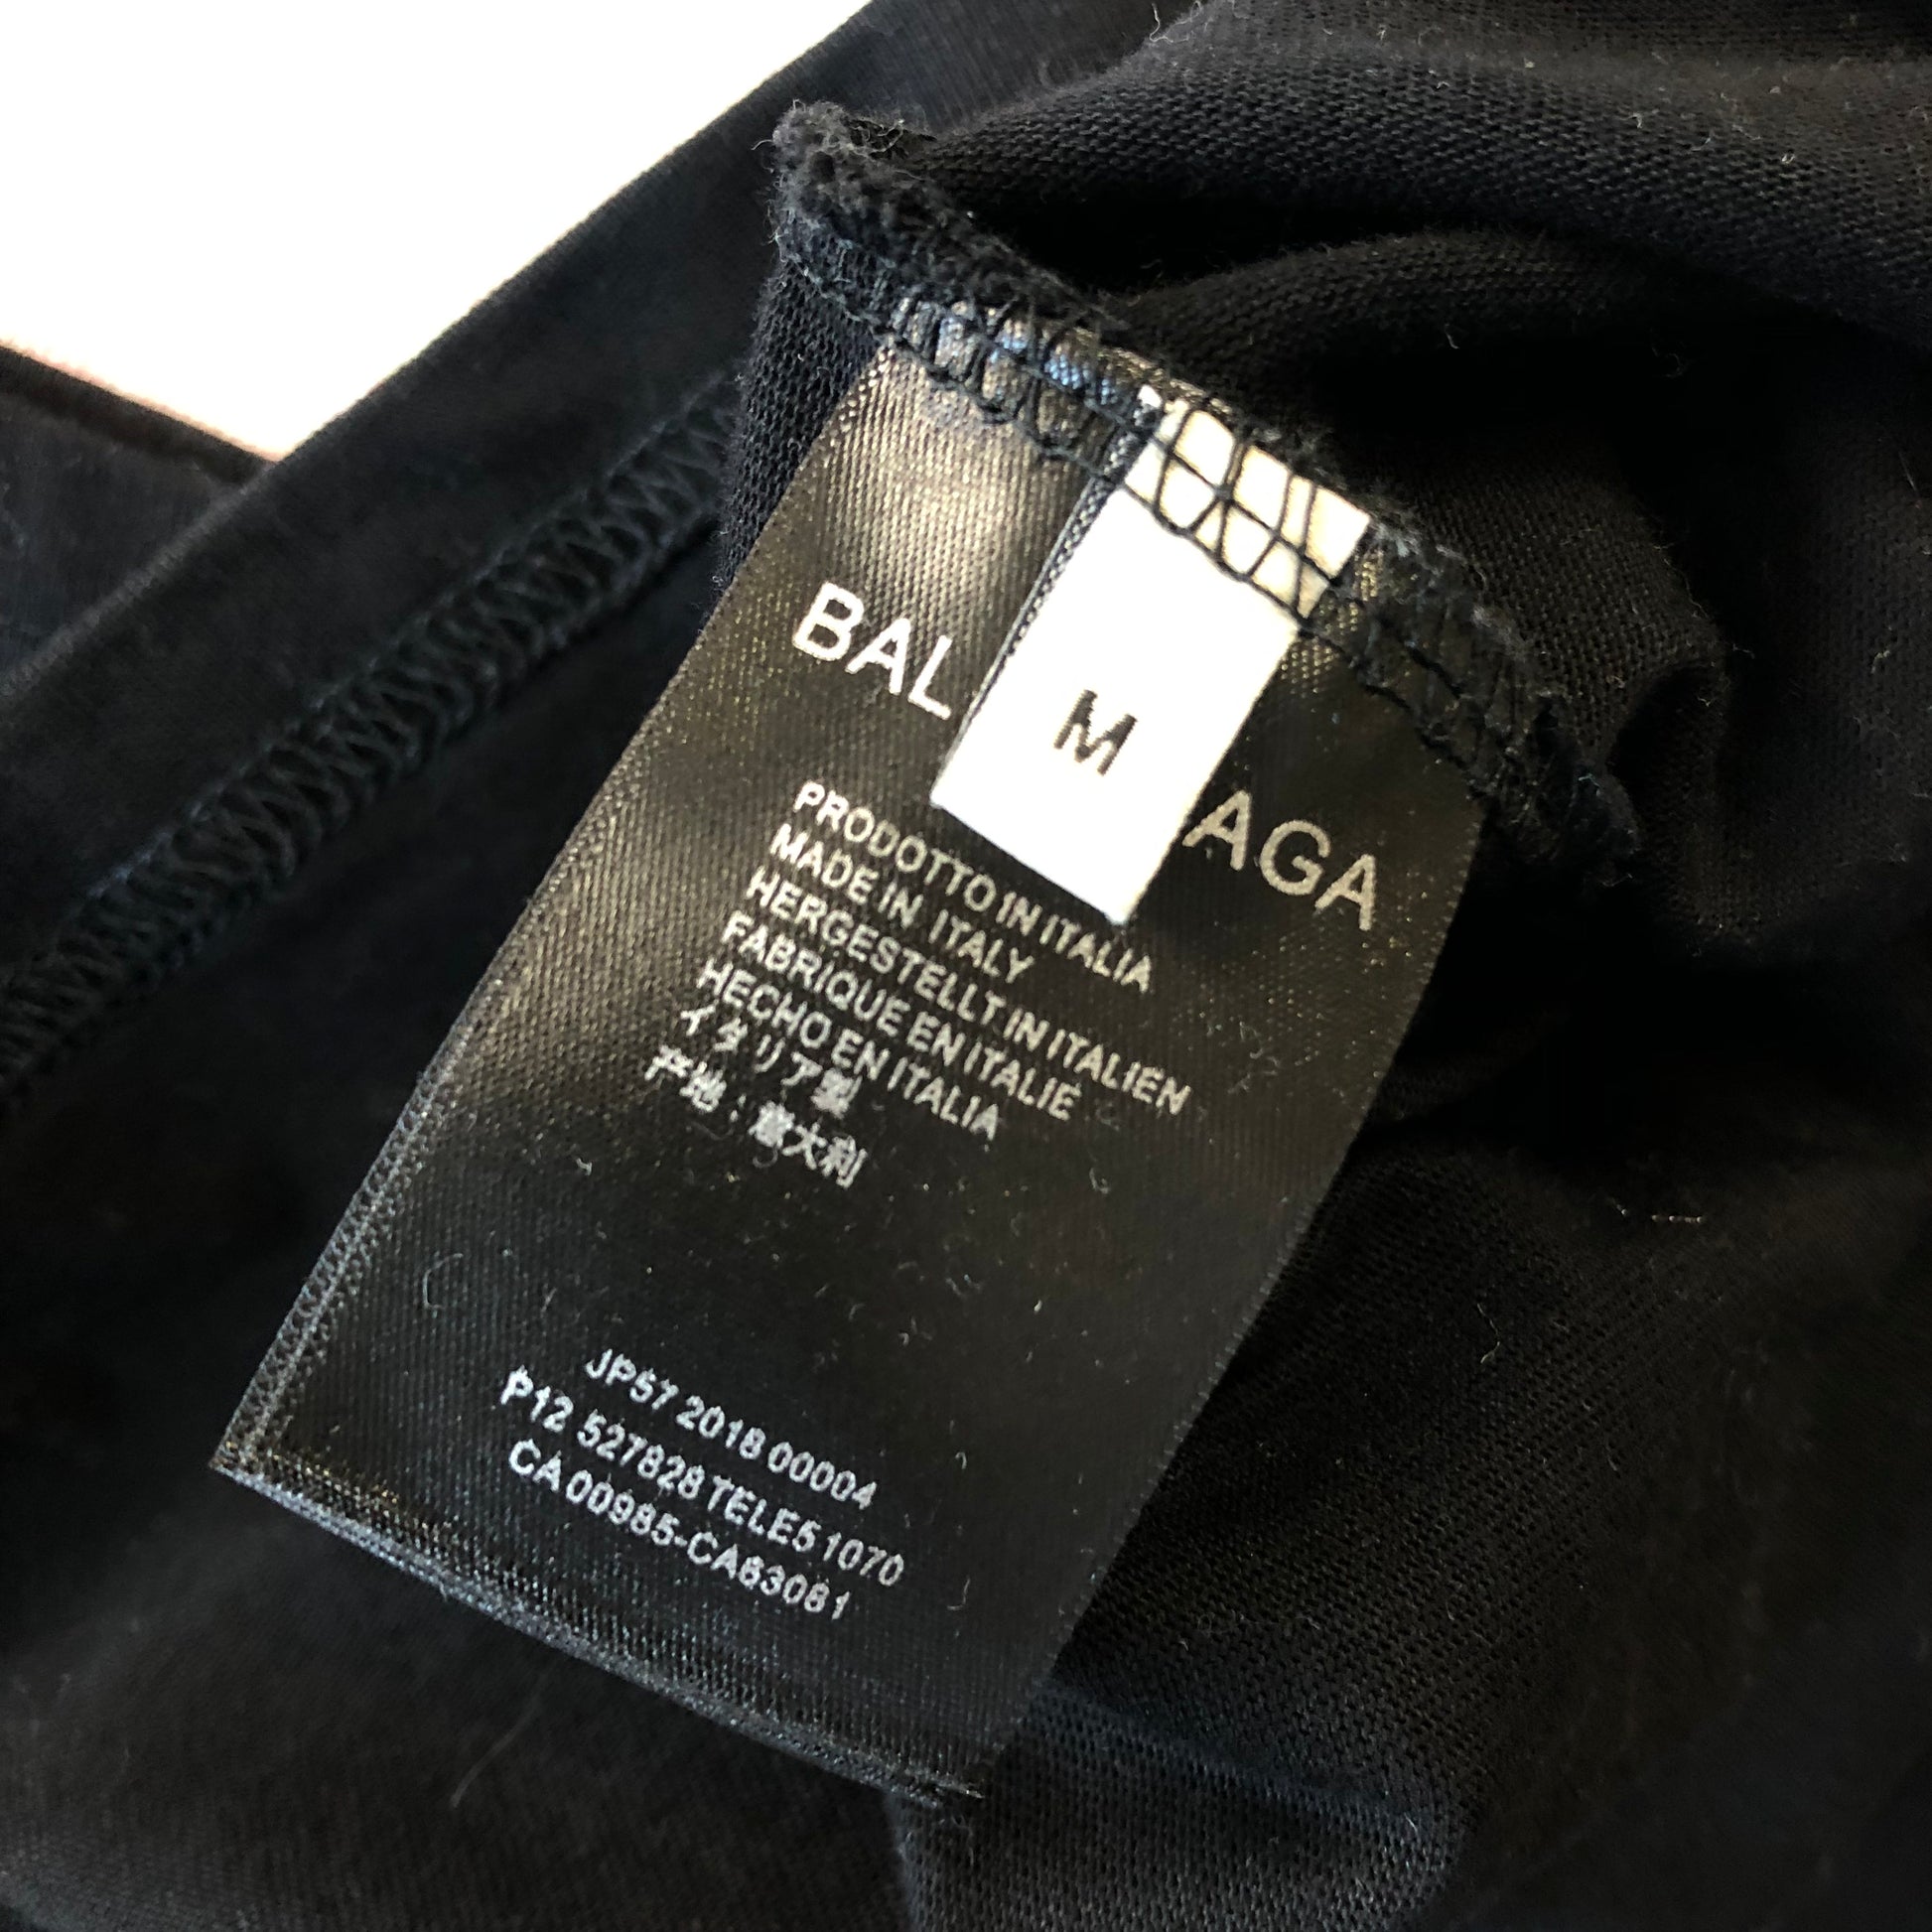 BAL AGA
M
PRODOTTO IN ITALIA
MADE IN ITALY
HERGESTELLT IN ITALIEN
FABRIQUE EN ITALIE
HECHO EN ITALIA
イタリア製
产地:意大利
JP57 2018 00004
P12 527828 TELE5 1070
CA 00985-CA63081